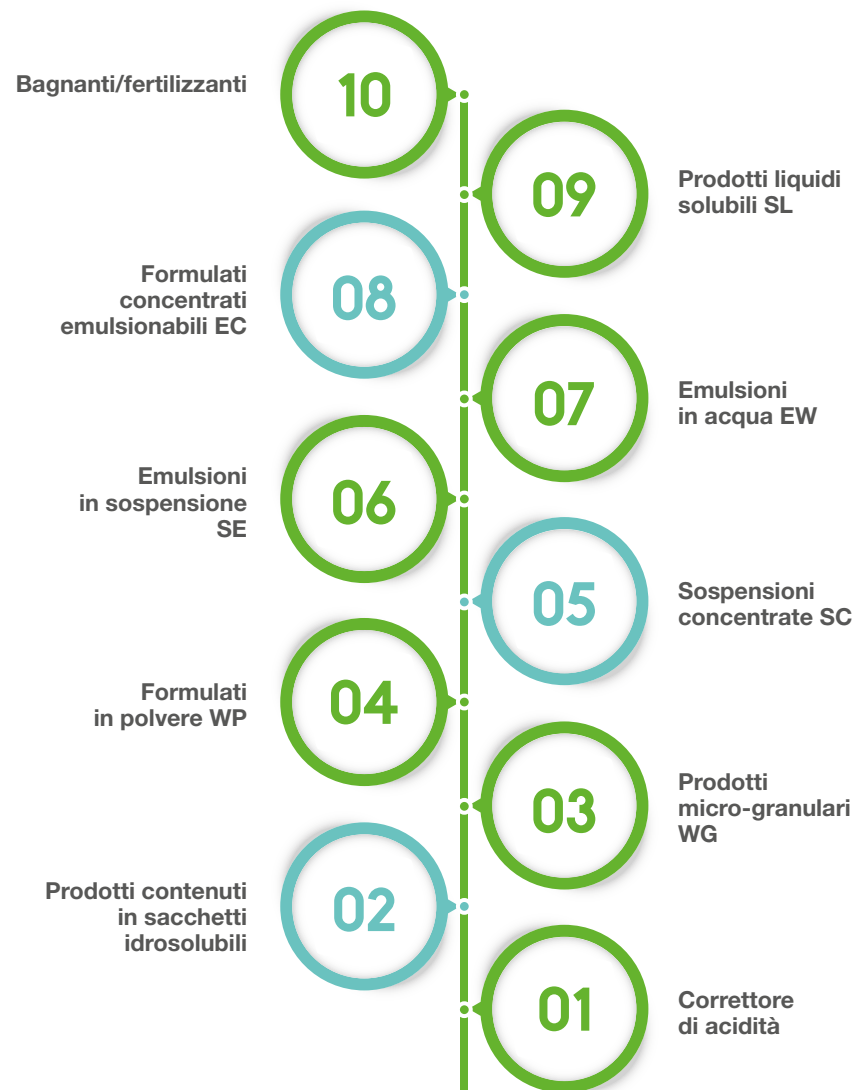 Bagnanti/fertilizzanti
10
09
Prodotti liquidi
solubili SL
Formulati
concentrati
emulsionabili EC
08
07
Emulsioni
in acqua EW
Emulsioni
in sospensione
SE
06
05
Sospensioni
concentrate SC
Formulati
in polvere WP
04
03
Prodotti
micro-granulari
WG
Prodotti contenuti
in sacchetti
idrosolubili
02
01
Correttore
di acidità